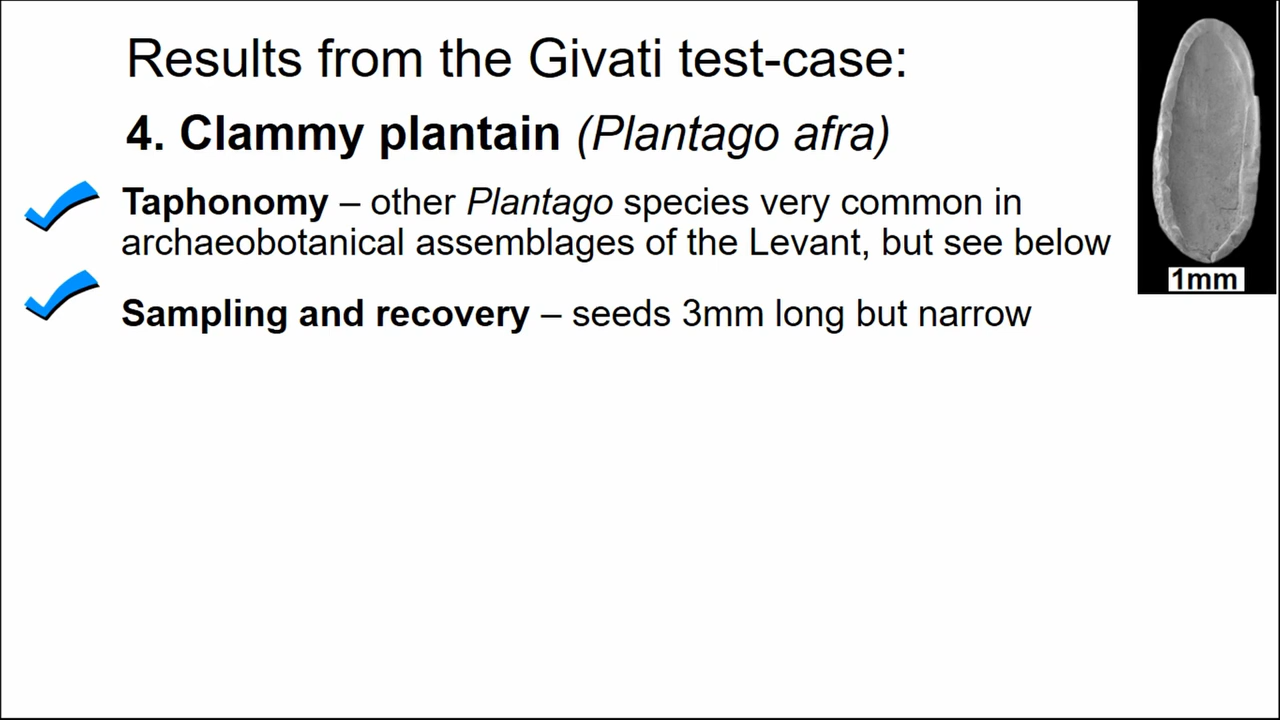 Results from the Givati test-case:
4. Clammy plantain (Plantago afra)
Taphonomy – other Plantago species very common in
archaeobotanical assemblages of the Levant, but see below
1mm
Sampling and recovery – seeds 3mm long but narrow